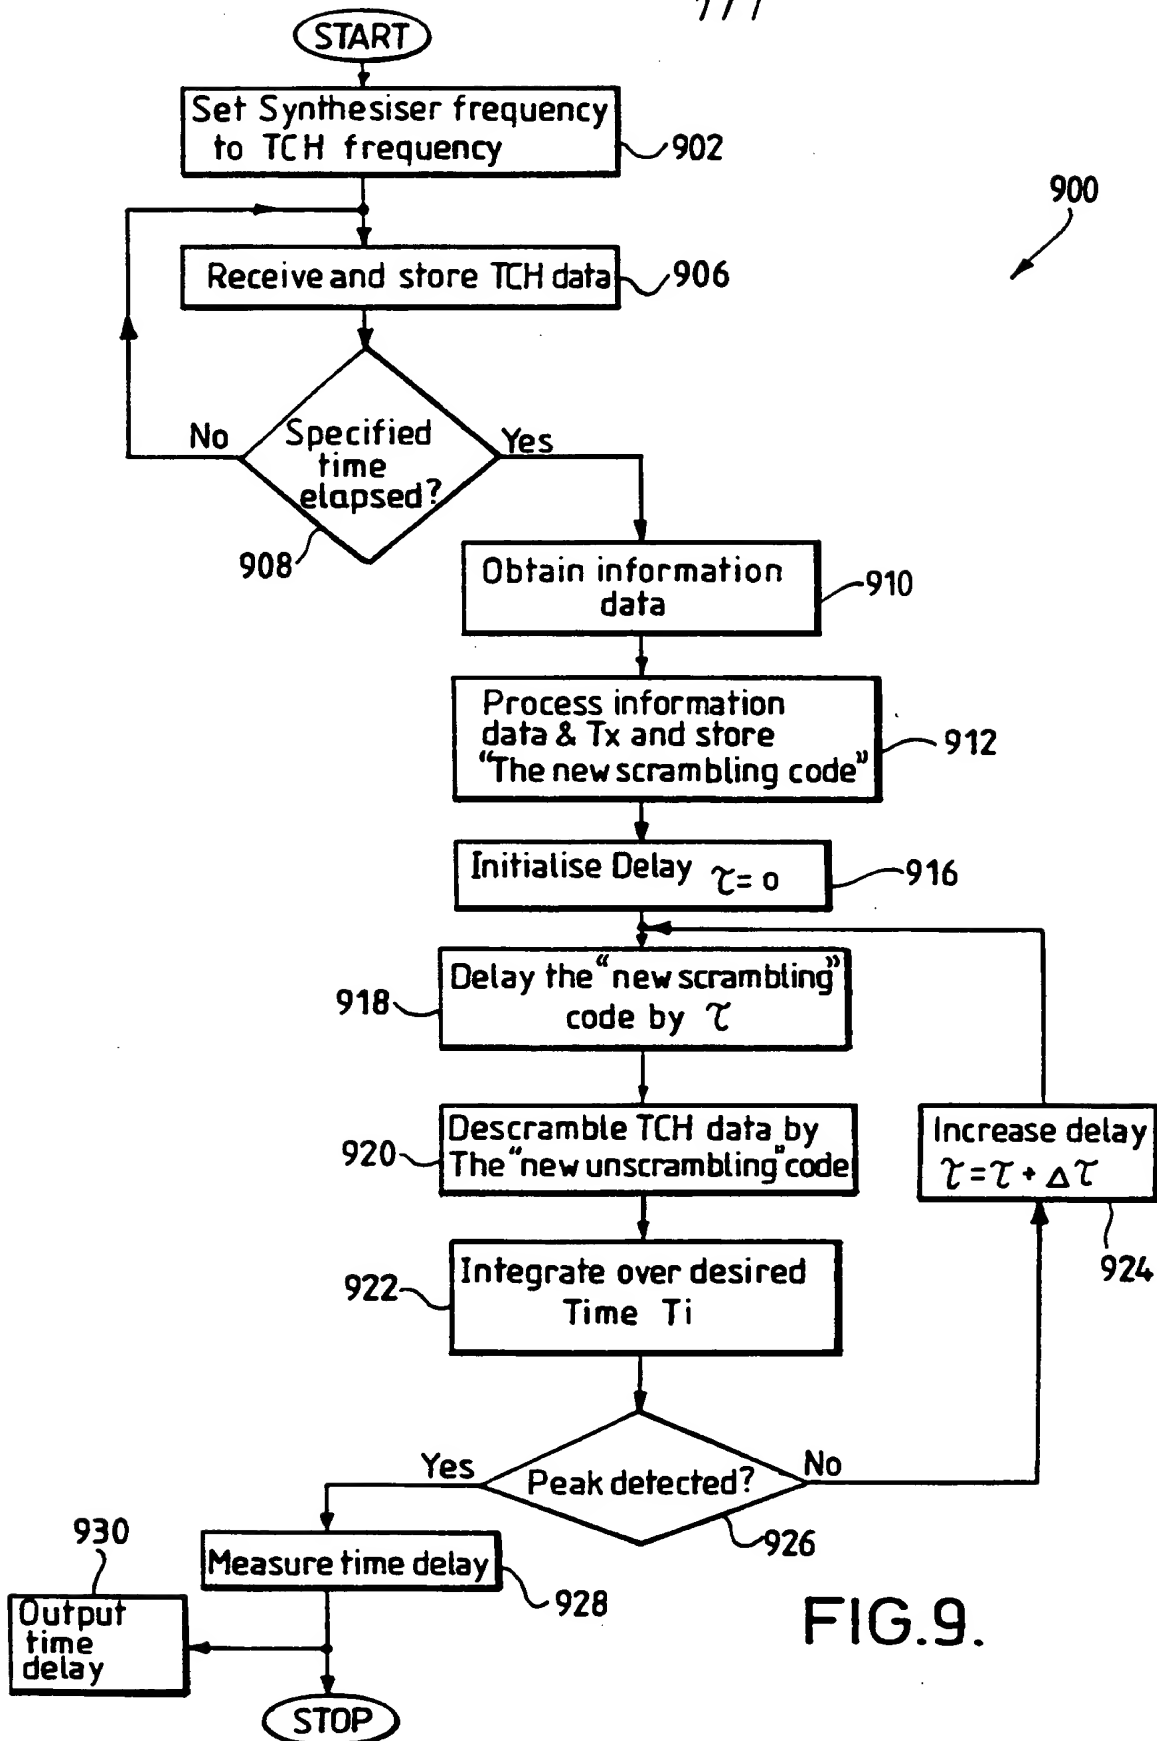 777
START
Set Synthesiser frequency
to TCH frequency
902
900
Receive and store TCH data
906
No
Specified
time
elapsed?
Yes
908
Obtain information
data
910
Process information
data & Tx and store
“The new scrambling code”
912
Initialise Delay τ= o
916
Delay the “new scrambling”
code by τ
918
Descramble TCH data by
The “new unscrambling” code
920
Increase delay
τ=τ + Δτ
924
Integrate over desired
Time Ti
922
Yes
Peak detected?
No
926
930
Measure time delay
928
Output
time
delay
FIG.9.
STOP